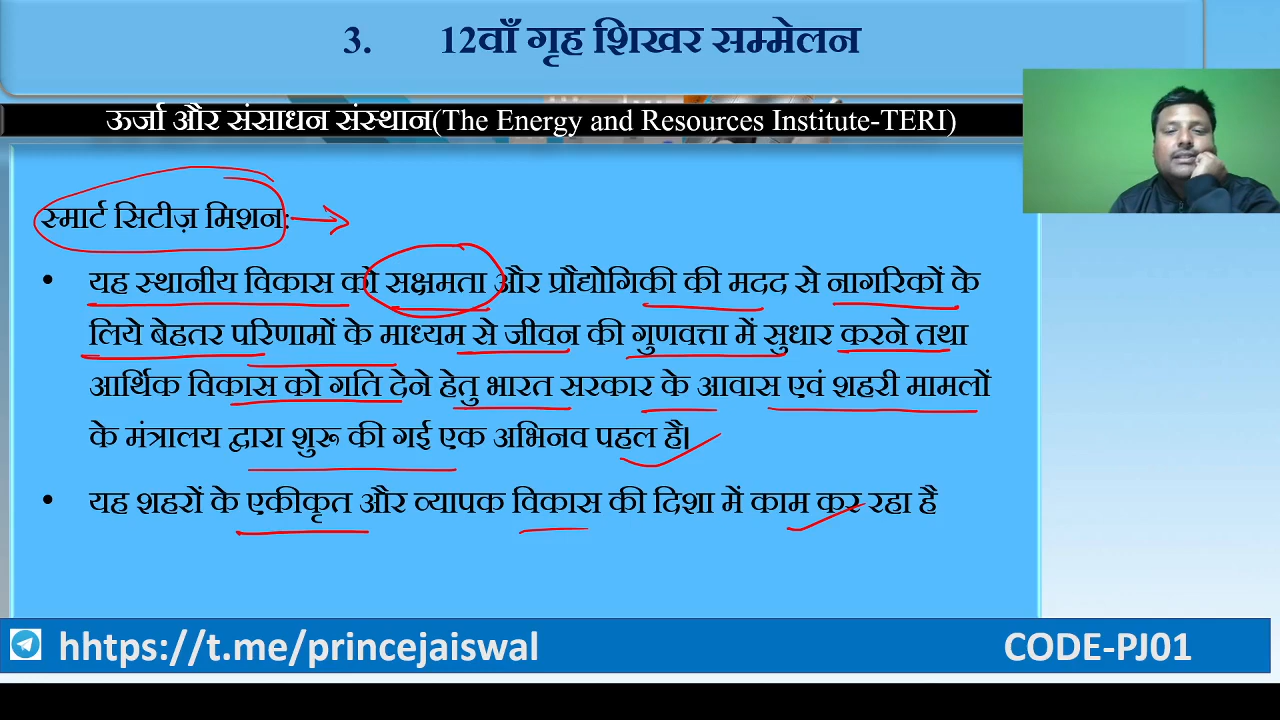 3. 12वाँ गृह शिखर सम्मेलन
ऊर्जा और संसाधन संस्थान(The Energy and Resources Institute-TERI)
स्मार्ट सिटीज़ मिशन:
• यह स्थानीय विकास को सक्षमता और प्रौद्योगिकी की मदद से नागरिकों के
लिये बेहतर परिणामों के माध्यम से जीवन की गुणवत्ता में सुधार करने तथा
आर्थिक विकास को गति देने हेतु भारत सरकार के आवास एवं शहरी मामलों
के मंत्रालय द्वारा शुरू की गई एक अभिनव पहल है।
• यह शहरों के एकीकृत और व्यापक विकास की दिशा में काम कर रहा है
hhtps://t.me/princejaiswal
CODE-PJ01